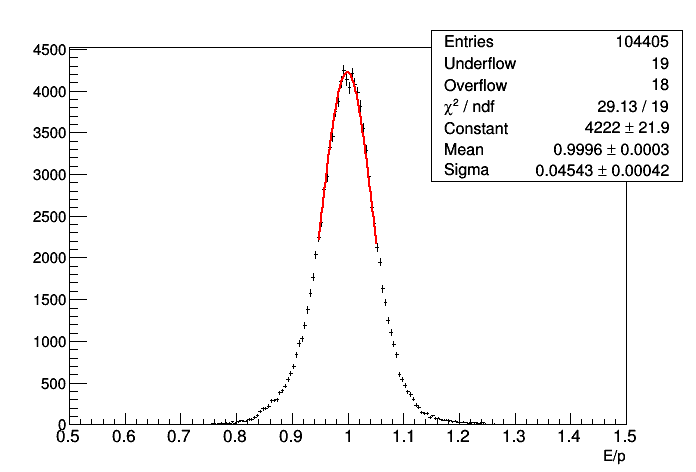 Entries 104405
Underflow 19
Overflow 18
χ² / ndf 29.13 / 19
Constant 4222 ± 21.9
Mean 0.9996 ± 0.0003
Sigma 0.04543 ± 0.00042
4500
4000
3500
3000
2500
2000
1500
1000
500
0
0.5 0.6 0.7 0.8 0.9 1 1.1 1.2 1.3 1.4 1.5
E/p